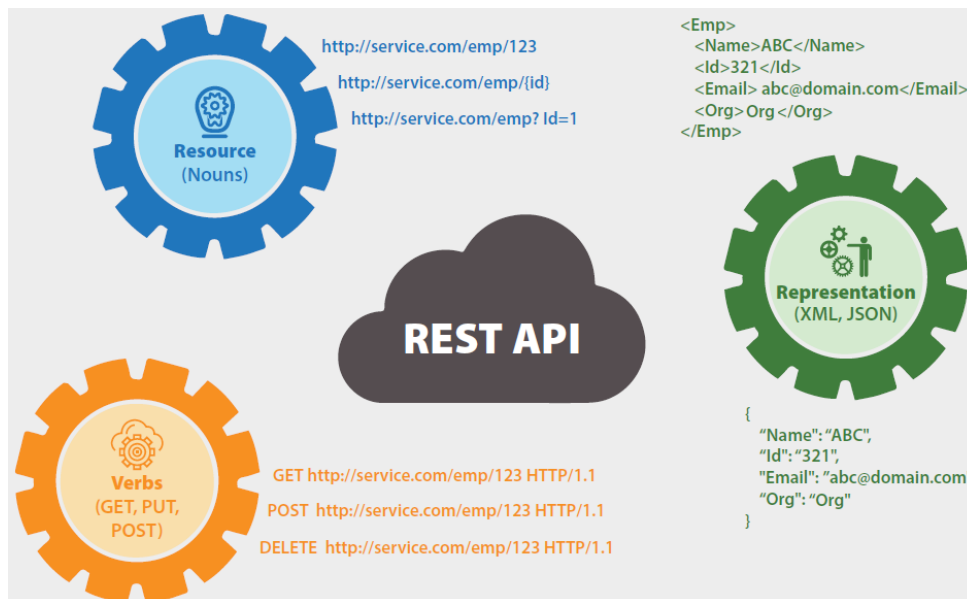 http://service.com/emp/123
http://service.com/emp/{id}
http://service.com/emp? Id=1
Resource
(Nouns)
<Emp>
<Name>ABC</Name>
<Id>321</Id>
<Email> abc@domain.com</Email>
<Org> Org </Org>
</Emp>
REST API
Representation
(XML, JSON)
{
“Name": “ABC”,
“Id": “321",
"Email": ”abc@domain.com
“Org": “Org"
}
Verbs
(GET, PUT,
POST)
GET http://service.com/emp/123 HTTP/1.1
POST http://service.com/emp/123 HTTP/1.1
DELETE http://service.com/emp/123 HTTP/1.1